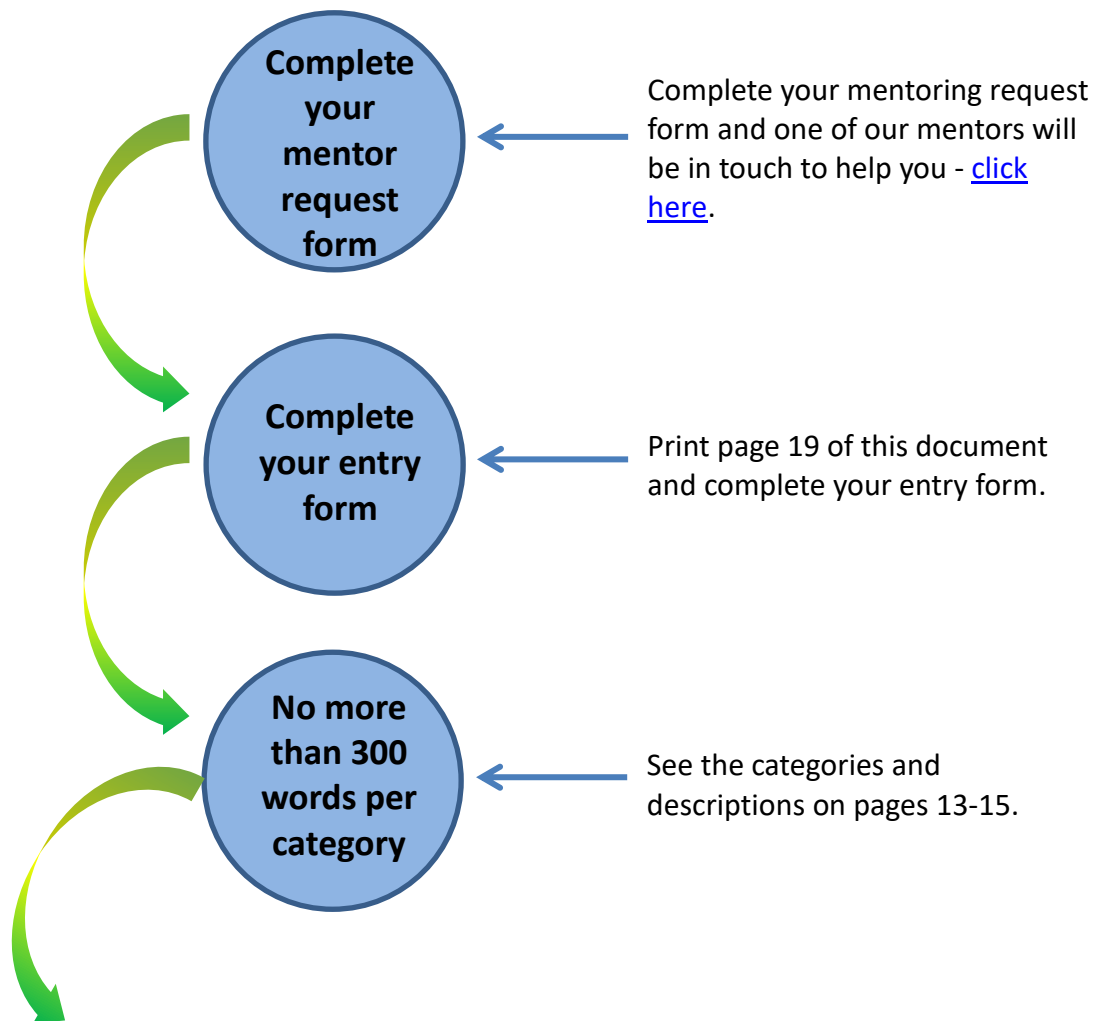 Complete
your
mentor
request
form
Complete your mentoring request
form and one of our mentors will
be in touch to help you - click
here.
Complete
your entry
form
Print page 19 of this document
and complete your entry form.
No more
than 300
words per
category
See the categories and
descriptions on pages 13-15.